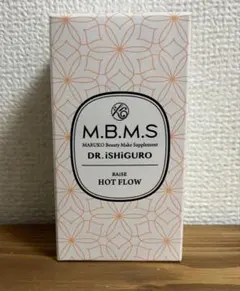 M.B.M.S
MARUKO Beauty Make Supplement
DR.iSHiGURO
RAiSE
HOT FLOW